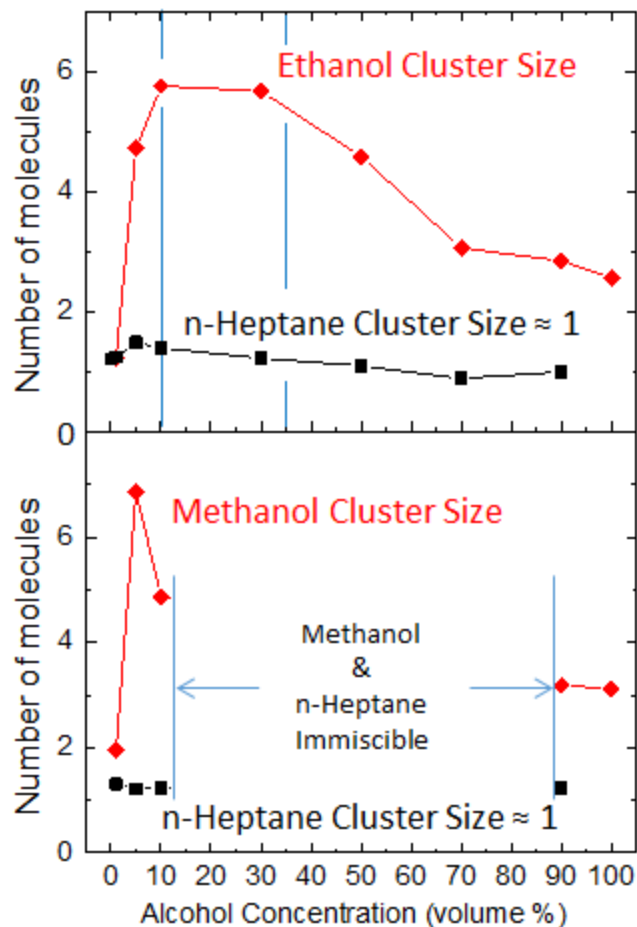 Number of molecules
6
4
2
0
Ethanol Cluster Size
n-Heptane Cluster Size ≈ 1
Number of molecules
6
4
2
0
Methanol Cluster Size
Methanol
&
n-Heptane
Immiscible
n-Heptane Cluster Size ≈ 1
0 10 20 30 40 50 60 70 80 90 100
Alcohol Concentration (volume %)